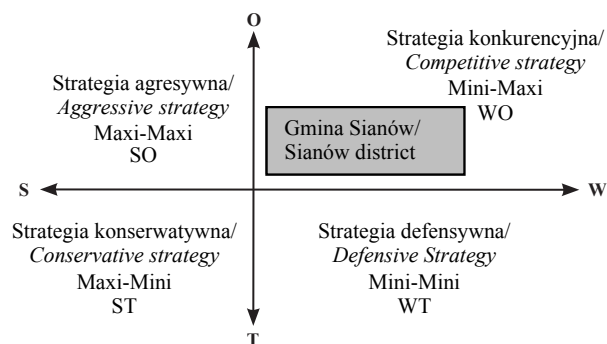 O
Strategia konkurencyjna/
Competitive strategy
Mini-Maxi
WO
Strategia agresywna/
Aggressive strategy
Maxi-Maxi
SO
Gmina Sianów/
Sianów district
S
W
Strategia konserwatywna/
Conservative strategy
Maxi-Mini
ST
Strategia defensywna/
Defensive Strategy
Mini-Mini
WT
T